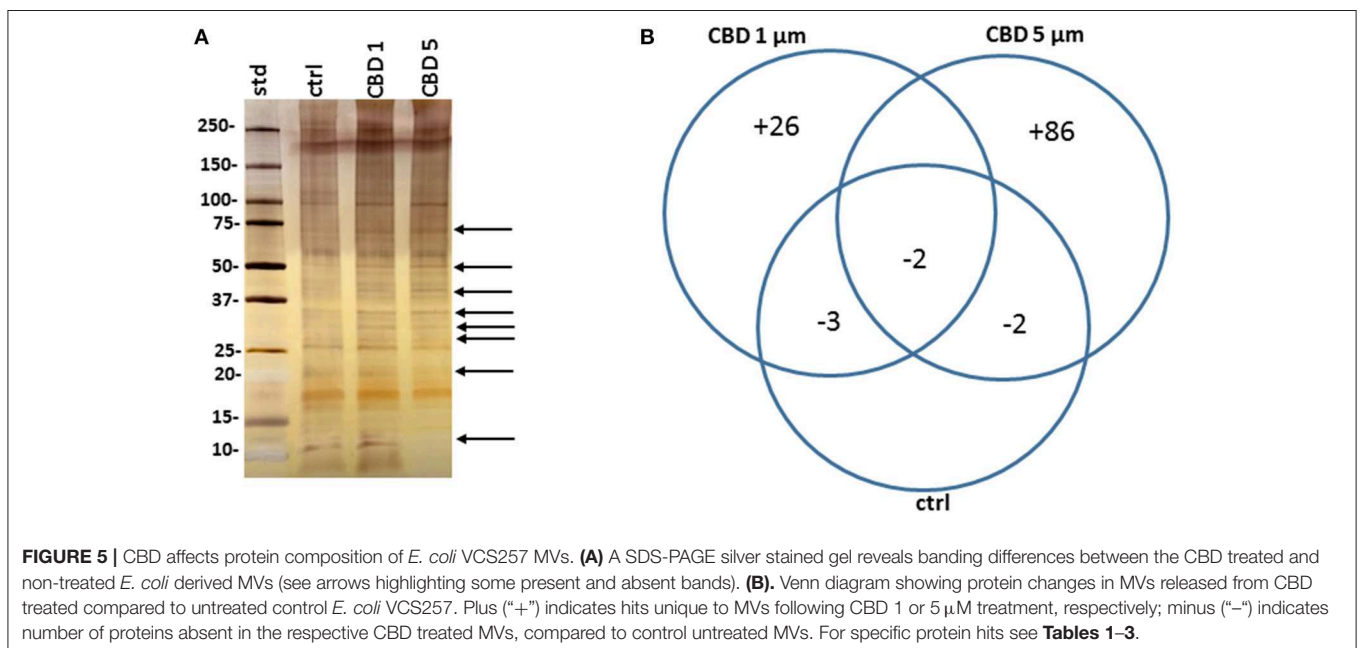 A
std
ctrl
CBD 1
CBD 5
250-
150-
100-
75-
50-
37-
25-
20-
15-
10-
B
CBD 1 µm
CBD 5 µm
+26
+86
-2
-3
-2
ctrl
FIGURE 5 | CBD affects protein composition of E. coli VCS257 MVs. (A) A SDS-PAGE silver stained gel reveals banding differences between the CBD treated and
non-treated E. coli derived MVs (see arrows highlighting some present and absent bands). (B). Venn diagram showing protein changes in MVs released from CBD
treated compared to untreated control E. coli VCS257. Plus (“+”) indicates hits unique to MVs following CBD 1 or 5 µM treatment, respectively; minus (“–“) indicates
number of proteins absent in the respective CBD treated MVs, compared to control untreated MVs. For specific protein hits see Tables 1–3.